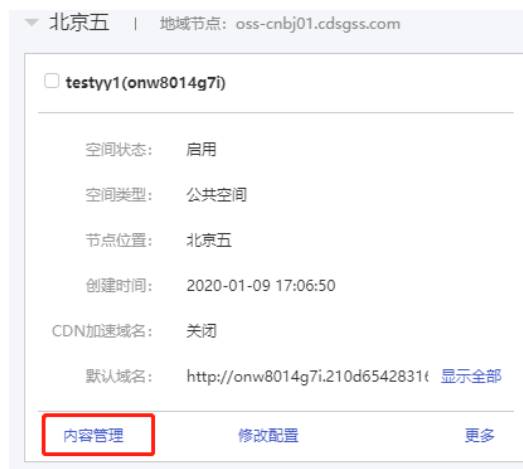 北京五 | 地域节点：oss-cnbj01.cdsgss.com
testyy1(onw8014g7i)
空间状态： 启用
空间类型： 公共空间
节点位置： 北京五
创建时间： 2020-01-09 17:06:50
CDN加速域名： 关闭
默认域名： http://onw8014g7i.210d65428316 显示全部
内容管理 修改配置 更多